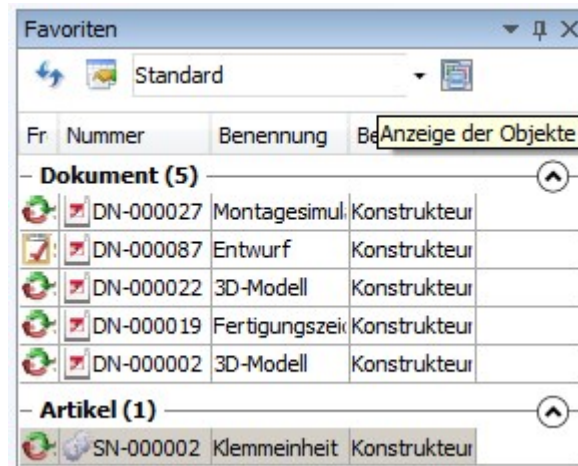 Favoriten
Standard
Fr Nummer Benennung Be
Anzeige der Objekte
Dokument (5)
DN-000027 Montagesimul Konstrukteur
DN-000087 Entwurf Konstrukteur
DN-000022 3D-Modell Konstrukteur
DN-000019 Fertigungszei Konstrukteur
DN-000002 3D-Modell Konstrukteur
Artikel (1)
SN-000002 Klemmeinheit Konstrukteur